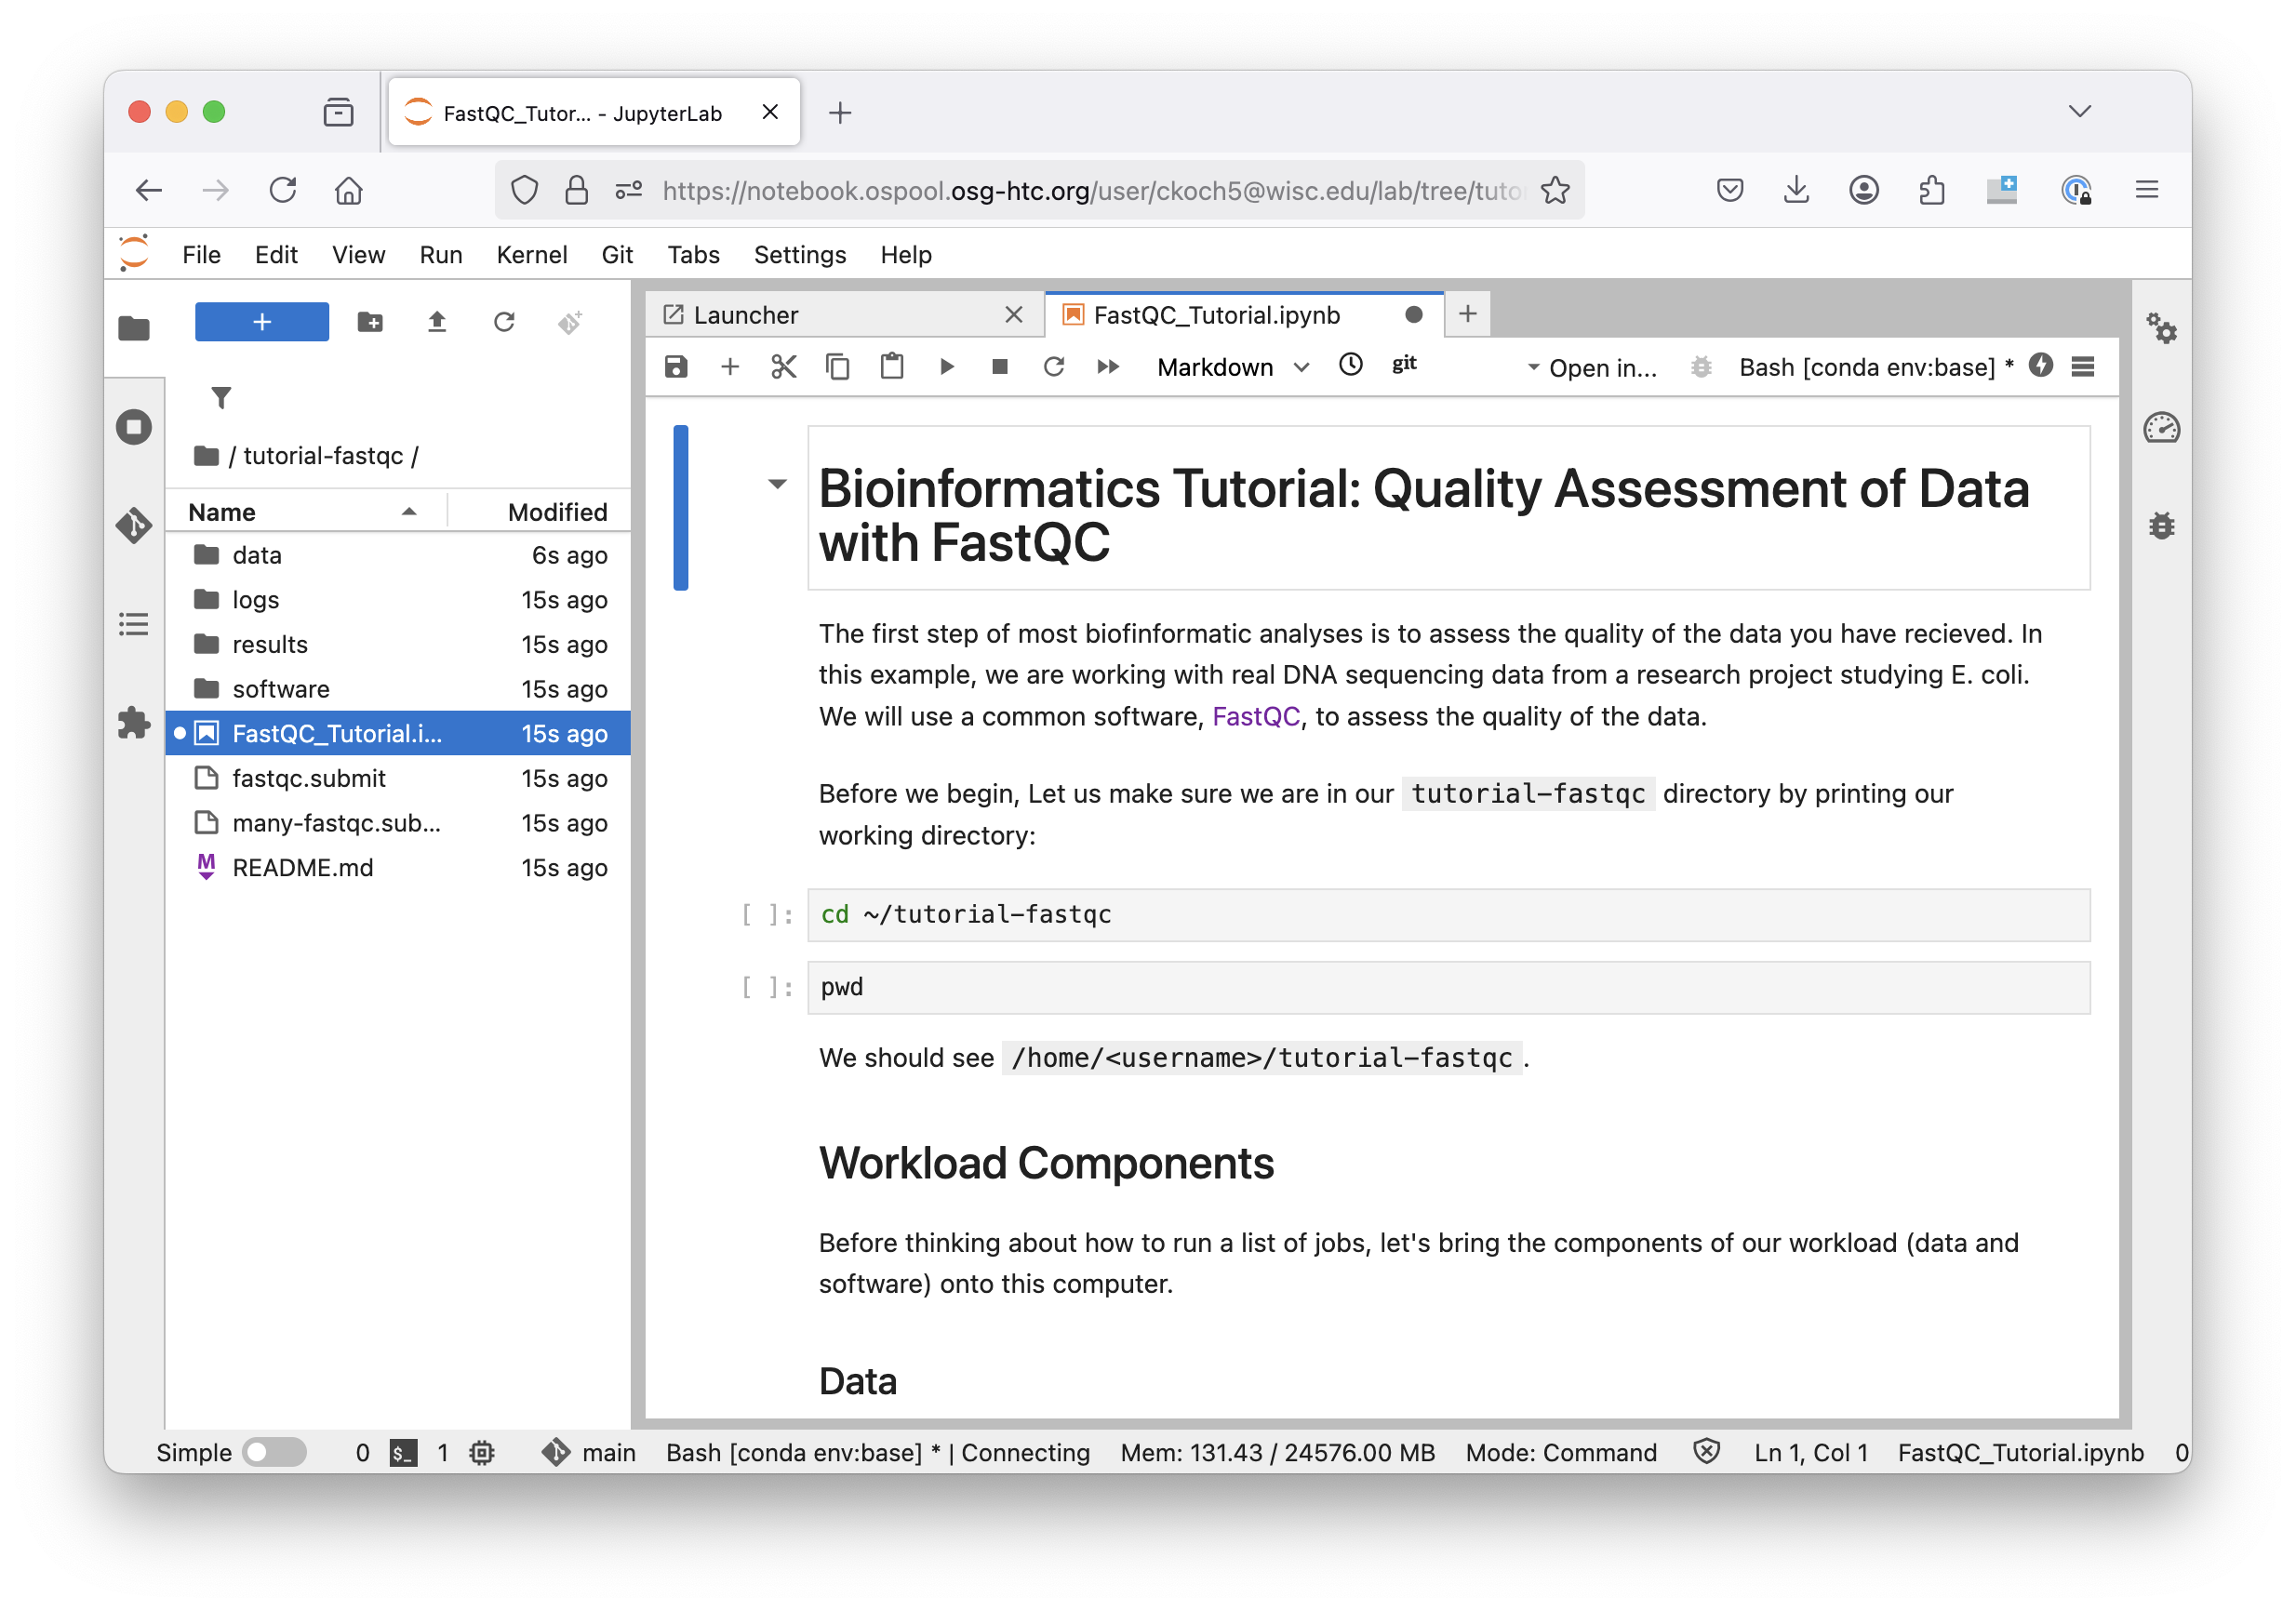 FastQC_Tutor... - JupyterLab
https://notebook.ospool.osg-htc.org/user/ckoch5@wisc.edu/lab/tree/tuto
File Edit View Run Kernel Git Tabs Settings Help
Launcher
FastQC_Tutorial.ipynb
Markdown
git
Open in...
Bash [conda env:base] *
/ tutorial-fastqc /
Name Modified
data 6s ago
logs 15s ago
results 15s ago
software 15s ago
FastQC_Tutorial.i... 15s ago
fastqc.submit 15s ago
many-fastqc.sub... 15s ago
README.md 15s ago
Bioinformatics Tutorial: Quality Assessment of Data
with FastQC
The first step of most biofinformatic analyses is to assess the quality of the data you have recieved. In
this example, we are working with real DNA sequencing data from a research project studying E. coli.
We will use a common software, FastQC, to assess the quality of the data.
Before we begin, Let us make sure we are in our tutorial-fastqc directory by printing our
working directory:
[ ]: cd ~/tutorial-fastqc
[ ]: pwd
We should see /home/<username>/tutorial-fastqc.
Workload Components
Before thinking about how to run a list of jobs, let's bring the components of our workload (data and
software) onto this computer.
Data
Simple 0 $_ 1 main Bash [conda env:base] * | Connecting Mem: 131.43 / 24576.00 MB Mode: Command Ln 1, Col 1 FastQC_Tutorial.ipynb 0